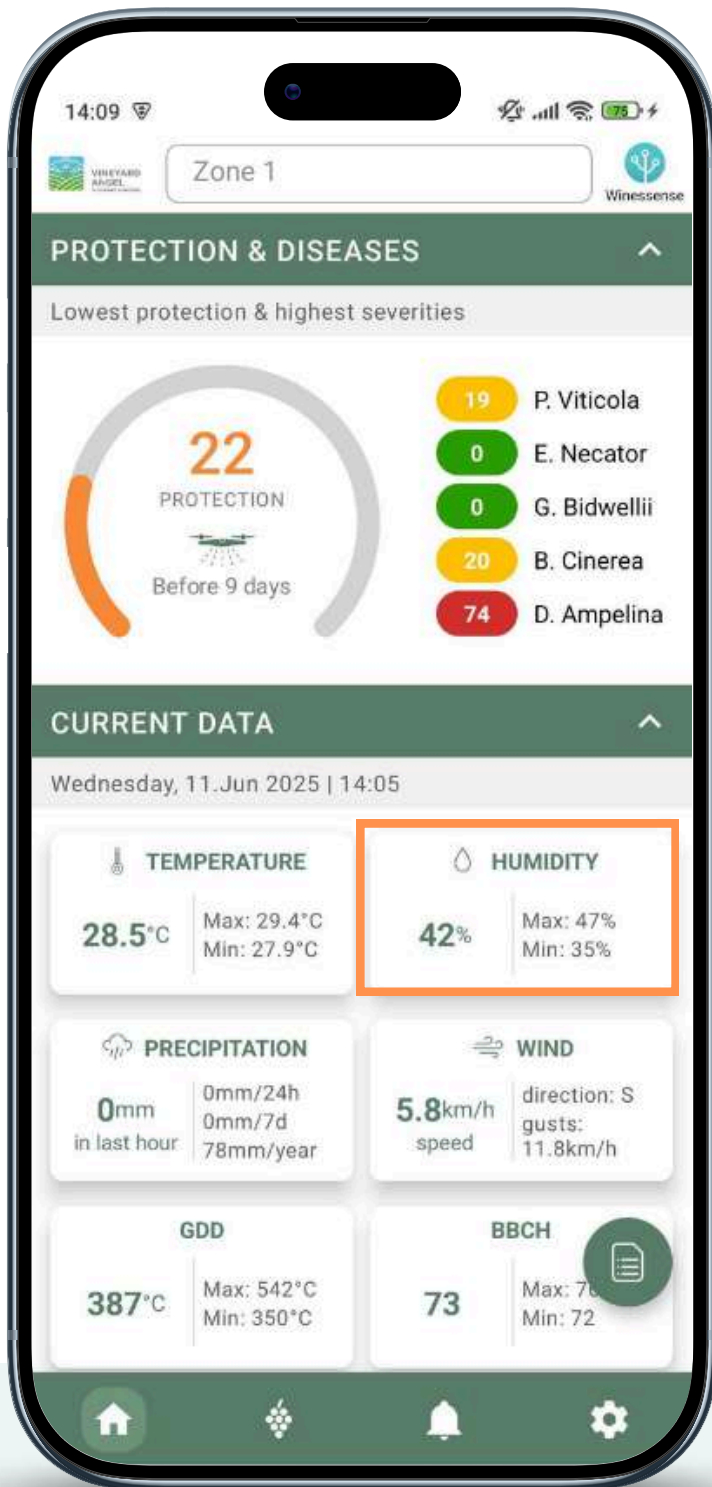 14:09
75
VINEYARD
ANGEL
Zone 1
Winessense
PROTECTION & DISEASES
Lowest protection & highest severities
22
PROTECTION
Before 9 days
19 P. Viticola
0 E. Necator
0 G. Bidwellii
20 B. Cinerea
74 D. Ampelina
CURRENT DATA
Wednesday, 11.Jun 2025 | 14:05
TEMPERATURE
28.5°C
Max: 29.4°C
Min: 27.9°C
HUMIDITY
42%
Max: 47%
Min: 35%
PRECIPITATION
0mm
in last hour
0mm/24h
0mm/7d
78mm/year
WIND
5.8km/h
speed
direction: S
gusts:
11.8km/h
GDD
387°C
Max: 542°C
Min: 350°C
BBCH
73
Max:
Min: 72